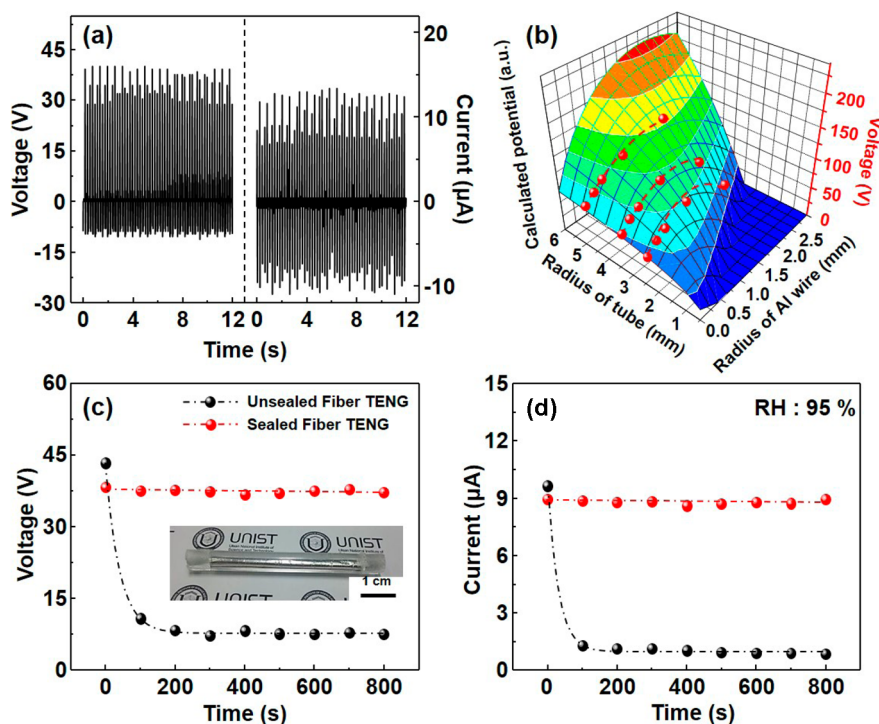 (a)
Voltage (V)
60
45
30
15
0
-15
-30
0 4 8 12 0 4 8 12
Time (s)
20
10
0
-10
Current (µA)
(b)
Calculated potential (a.u.)
6 5 4 3 2 1
Radius of tube (mm)
0.0 0.5 1.0 1.5 2.0 2.5
Radius of Al wire (mm)
200
150
100
50
0
Voltage (V)
(c)
Unsealed Fiber TENG
Sealed Fiber TENG
Voltage (V)
60
45
30
15
0
UNIST
UNIST
UNIST
1 cm
0 200 400 600 800
Time (s)
(d)
RH : 95 %
Current (µA)
15
12
9
6
3
0
0 200 400 600 800
Time (s)